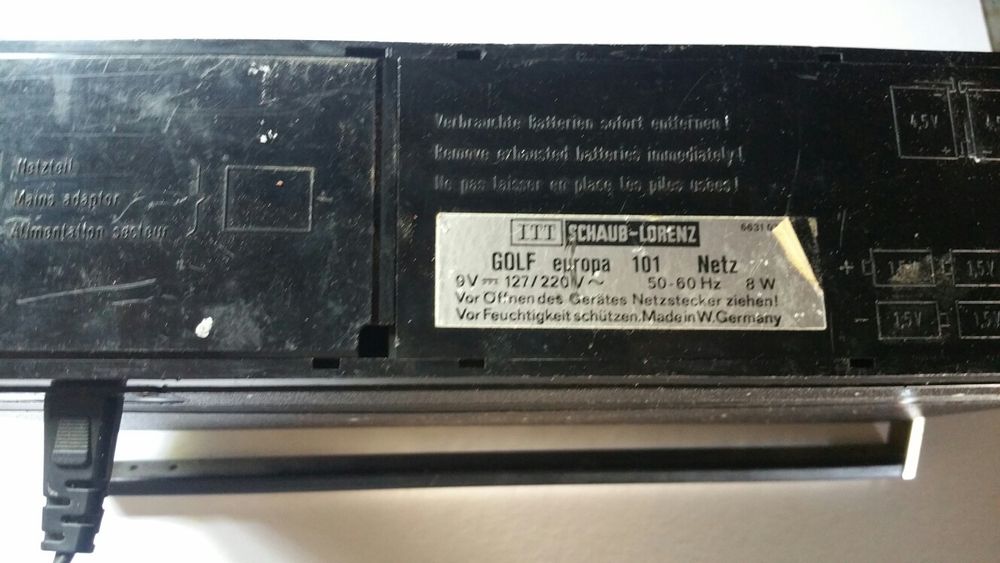 Netzteil
Mains adaptor
Alimentation secteur
Verbrauchte Batterien sofort entfernen!
Remove exhausted batteries immediately!
Ne pas laisser en place les piles usées!
ITT SCHAUB-LORENZ
GOLF europa 101 Netz
9V⎓ 127/220V~ 50-60 Hz 8 W
Vor Öffnen des Gerätes Netzstecker ziehen!
Vor Feuchtigkeit schützen. Made in W. Germany
4,5V
+
+ 1,5V 1,5V
- 1,5V 1,5